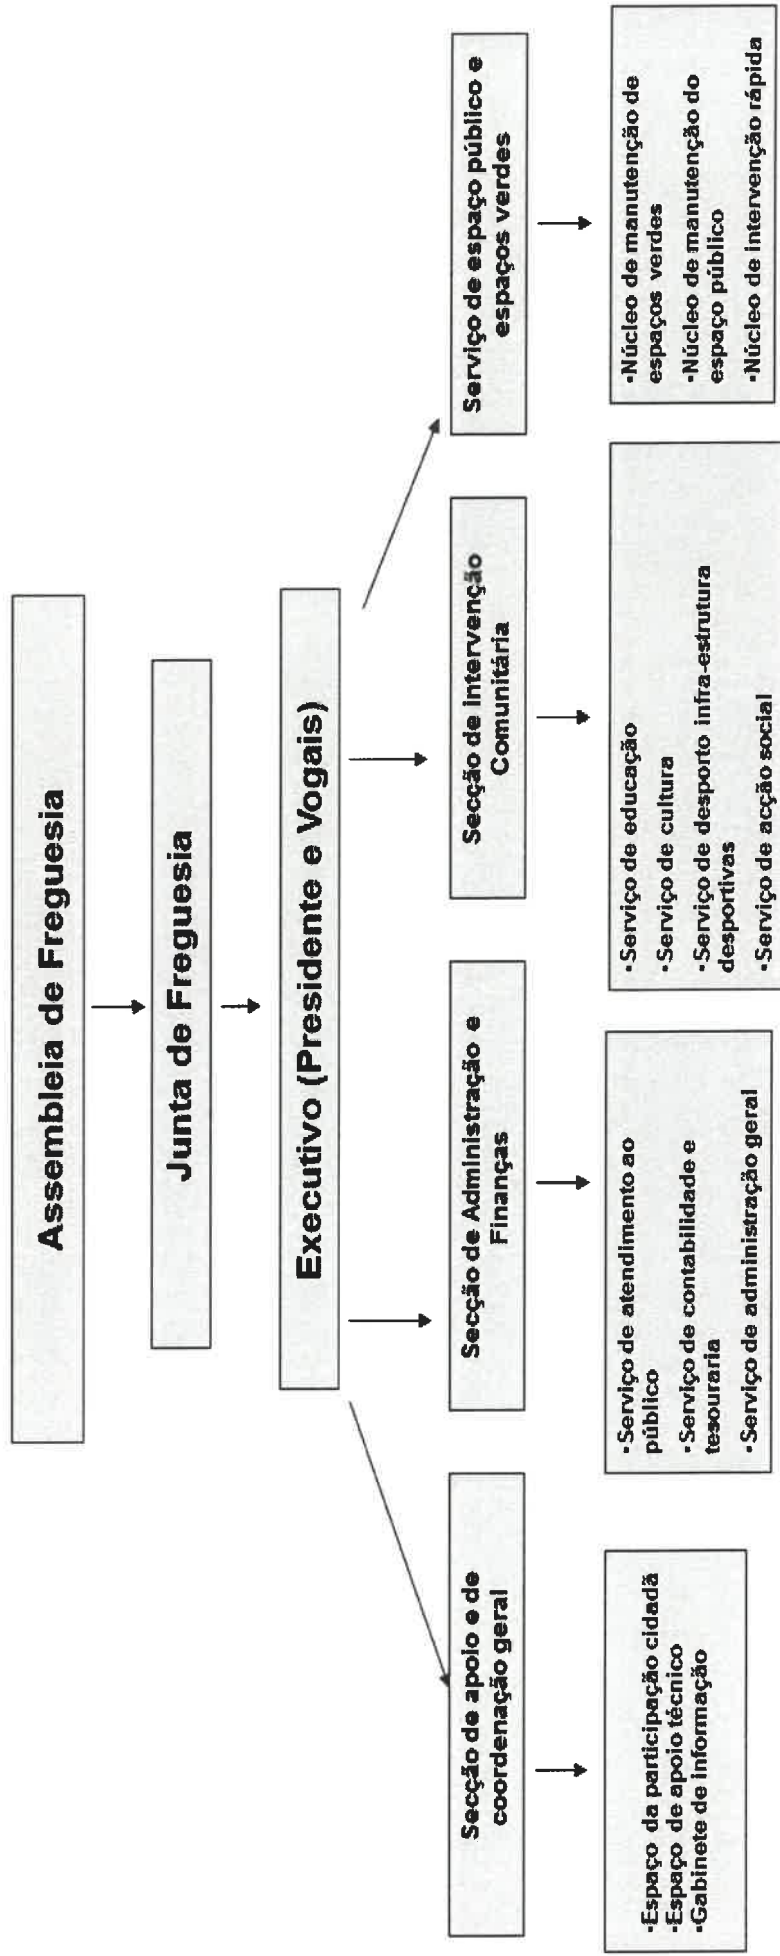 Assembleia de Freguesia
Junta de Freguesia
Executivo (Presidente e Vogais)
Secção de apoio e de
coordenação geral
Secção de Administração e
Finanças
Secção de Intervenção
Comunitária
Serviço de espaço público e
espaços verdes
•Espaço da participação cidadã
•Espaço de apoio técnico
•Gabinete de informação
•Serviço de atendimento ao
público
•Serviço de contabilidade e
tesouraria
•Serviço de administração geral
•Serviço de educação
•Serviço de cultura
•Serviço de desporto infra-estrutura
desportivas
•Serviço de acção social
•Núcleo de manutenção de
espaços verdes
•Núcleo de manutenção do
espaço público
•Núcleo de intervenção rápida